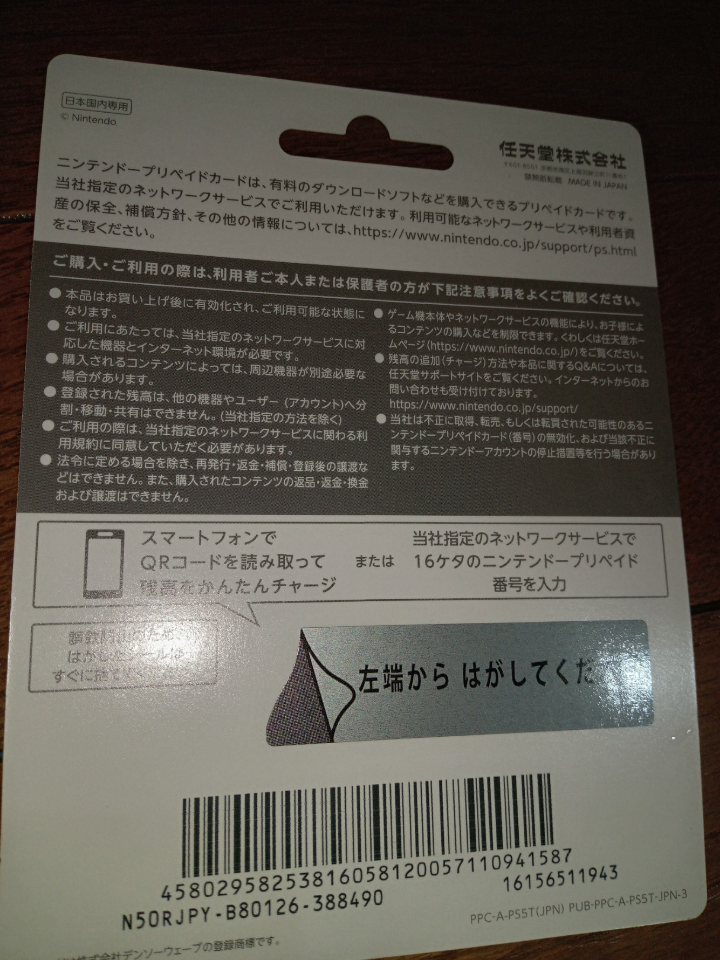 日本国内専用
© Nintendo
任天堂株式会社
禁無断転載 MADE IN JAPAN
ニンテンドープリペイドカードは、有料のダウンロードソフトなどを購入できるプリペイドカードです。
当社指定のネットワークサービスでご利用いただけます。利用可能なネットワークサービスや利用者資
産の保全、補償方針、その他の情報については、https://www.nintendo.co.jp/support/ps.html
をご覧ください。
ご購入・ご利用の際は、利用者ご本人または保護者の方が下記注意事項をよくご確認ください。
●本品はお買い上げ後に有効化され、ご利用可能な状態に
なります。
●ご利用にあたっては、当社指定のネットワークサービスに対
応した機器とインターネット環境が必要です。
●購入されるコンテンツによっては、周辺機器が別途必要な
場合があります。
●登録された残高は、他の機器やユーザー(アカウント)へ分
割・移動・共有はできません。(当社指定の方法を除く)
●ご利用の際は、当社指定のネットワークサービスに関わる利
用規約に同意していただく必要があります。
●法令に定める場合を除き、再発行・返金・補償・登録後の譲渡な
どはできません。また、購入されたコンテンツの返品・返金・換金
および譲渡はできません。
●ゲーム機本体やネットワークサービスの機能により、お子様によ
るコンテンツの購入などを制限できます。くわしくは任天堂ホー
ムページ(https://www.nintendo.co.jp/)をご覧ください。
●残高の追加(チャージ)方法や本品に関するQ&Aについては、
任天堂サポートサイトをご覧ください。インターネットからのお
問い合わせも受け付けております。
https://www.nintendo.co.jp/support/
●当社は不正に取得、転売、もしくは転買された可能性のあるニ
ンテンドープリペイドカード(番号)の無効化、および当該不正に
関与するニンテンドーアカウントの停止措置等を行う場合があり
ます。
スマートフォンで
QRコードを読み取って
残高をかんたんチャージ
または
当社指定のネットワークサービスで
16ケタのニンテンドープリペイド
番号を入力
はがしたシールは
すぐに捨て
左端から はがしてくだ
4580295825381605812005711094 1587
N50RJPY-B80126-388490
16156511943
PPC-A-PS5T(JPN) PUB-PPC-A-PS5T-JPN-3
株式会社デンソーウェーブの登録商標です。